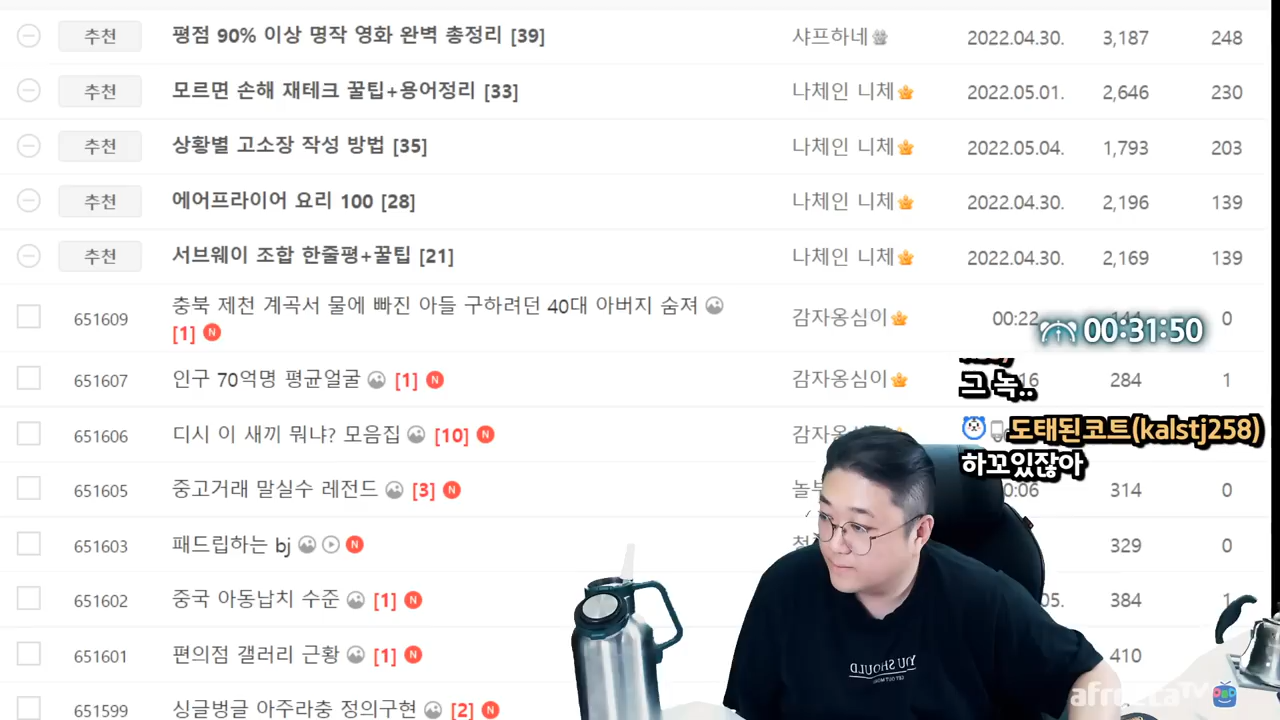 추천 평점 90% 이상 명작 영화 완벽 총정리 [39] 샤프하네 2022.04.30. 3,187 248
추천 모르면 손해 재테크 꿀팁+용어정리 [33] 나체인 니체 2022.05.01. 2,646 230
추천 상황별 고소장 작성 방법 [35] 나체인 니체 2022.05.04. 1,793 203
추천 에어프라이어 요리 100 [28] 나체인 니체 2022.04.30. 2,196 139
추천 서브웨이 조합 한줄평+꿀팁 [21] 나체인 니체 2022.04.30. 2,169 139
651609 충북 제천 계곡서 물에 빠진 아들 구하려던 40대 아버지 숨져 감자옹심이 00:22 0
[1] N
00:31:50
651607 인구 70억명 평균얼굴 [1] N 감자옹심이 284 1
그 녹..
651606 디시 이 새끼 뭐냐? 모음집 [10] N
도태된코트(kalstj258)
하꼬있잖아
651605 중고거래 말실수 레전드 [3] N 314 0
651603 패드립하는 bj N 329 0
651602 중국 아동납치 수준 [1] N 384
651601 편의점 갤러리 근황 [1] N 410
651599 싱글벙글 아주라충 정의구현 [2] N
YOU SHOULD
afreecaTV